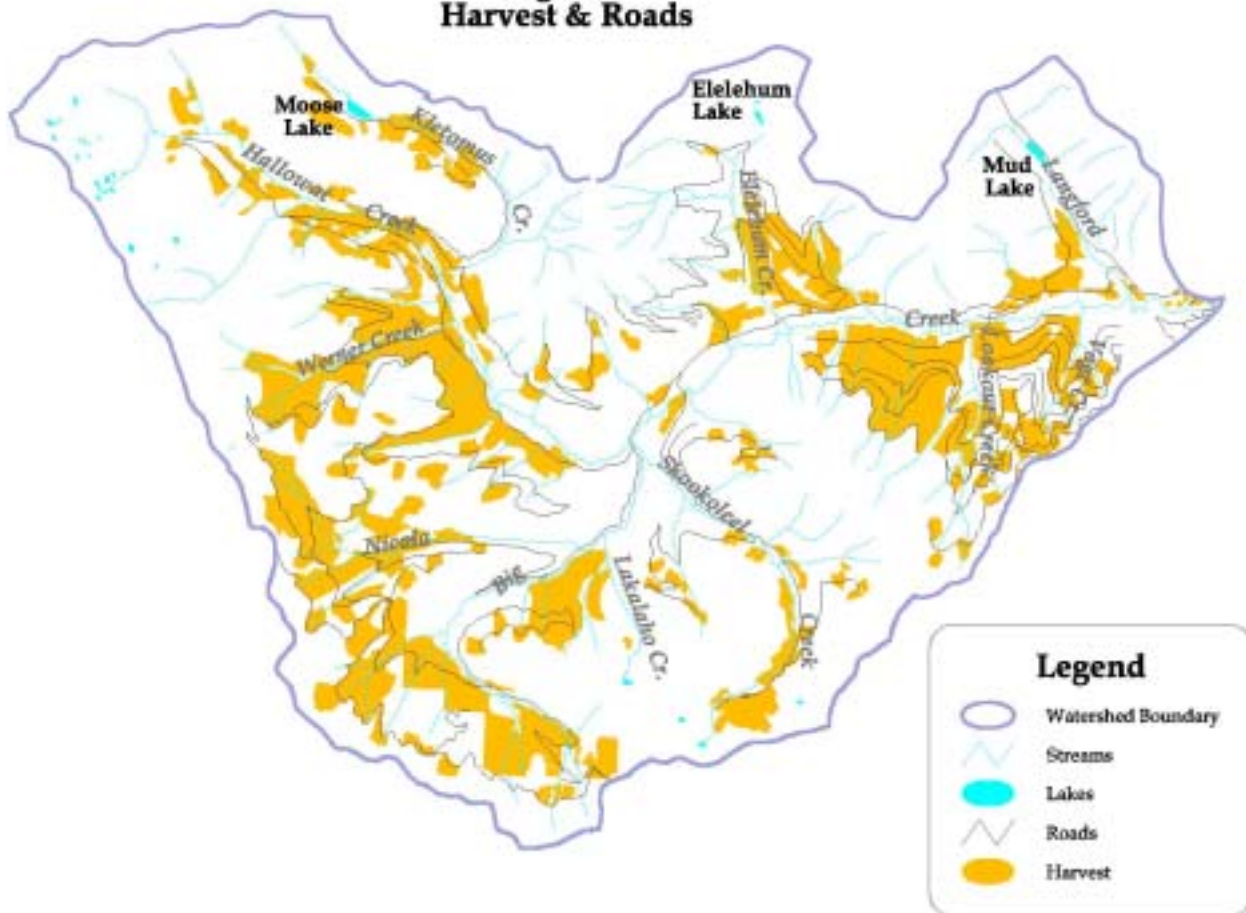 Harvest & Roads
Elelehum
Lake
Moose
Lake
Kletomus
Cr.
Hallowat
Creek
Mud
Lake
Langford
Elelehum Cr.
Werner Creek
Creek
Lookout Creek
Skookoleel
Creek
Nicola
Big
Lakalaho Cr.
Legend
Watershed Boundary
Streams
Lakes
Roads
Harvest